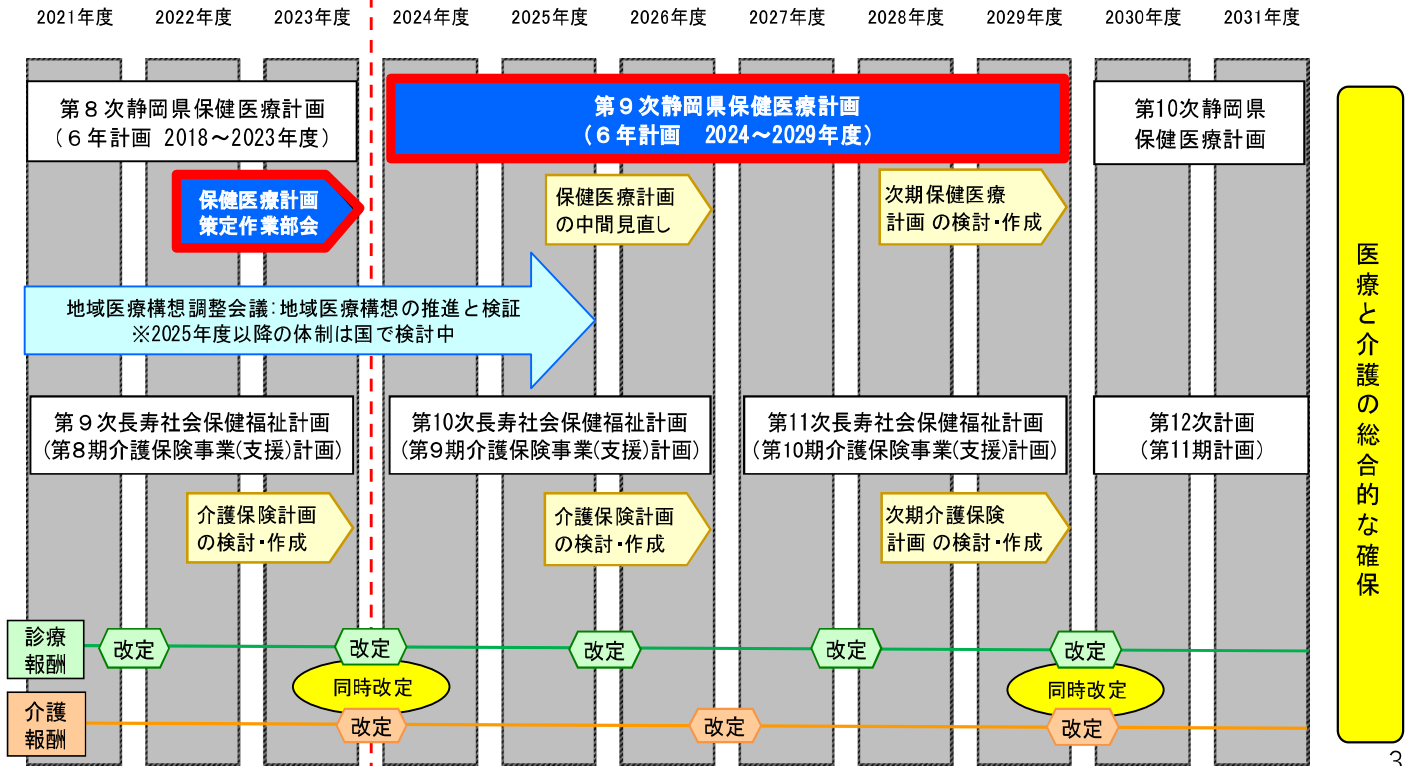 2021年度 2022年度 2023年度 2024年度 2025年度 2026年度 2027年度 2028年度 2029年度 2030年度 2031年度
第8次静岡県保健医療計画
(6年計画 2018～2023年度)
第9次静岡県保健医療計画
(6年計画　2024～2029年度)
第10次静岡県
保健医療計画
保健医療計画
策定作業部会
保健医療計画
の中間見直し
次期保健医療
計画 の検討・作成
地域医療構想調整会議:地域医療構想の推進と検証
※2025年度以降の体制は国で検討中
第9次長寿社会保健福祉計画
(第8期介護保険事業(支援)計画)
第10次長寿社会保健福祉計画
(第9期介護保険事業(支援)計画)
第11次長寿社会保健福祉計画
(第10期介護保険事業(支援)計画)
第12次計画
(第11期計画)
介護保険計画
の検討・作成
介護保険計画
の検討・作成
次期介護保険
計画 の検討・作成
診療
報酬
改定 改定 改定 改定 改定
同時改定 同時改定
介護
報酬
改定 改定 改定
医療と介護の総合的な確保
3